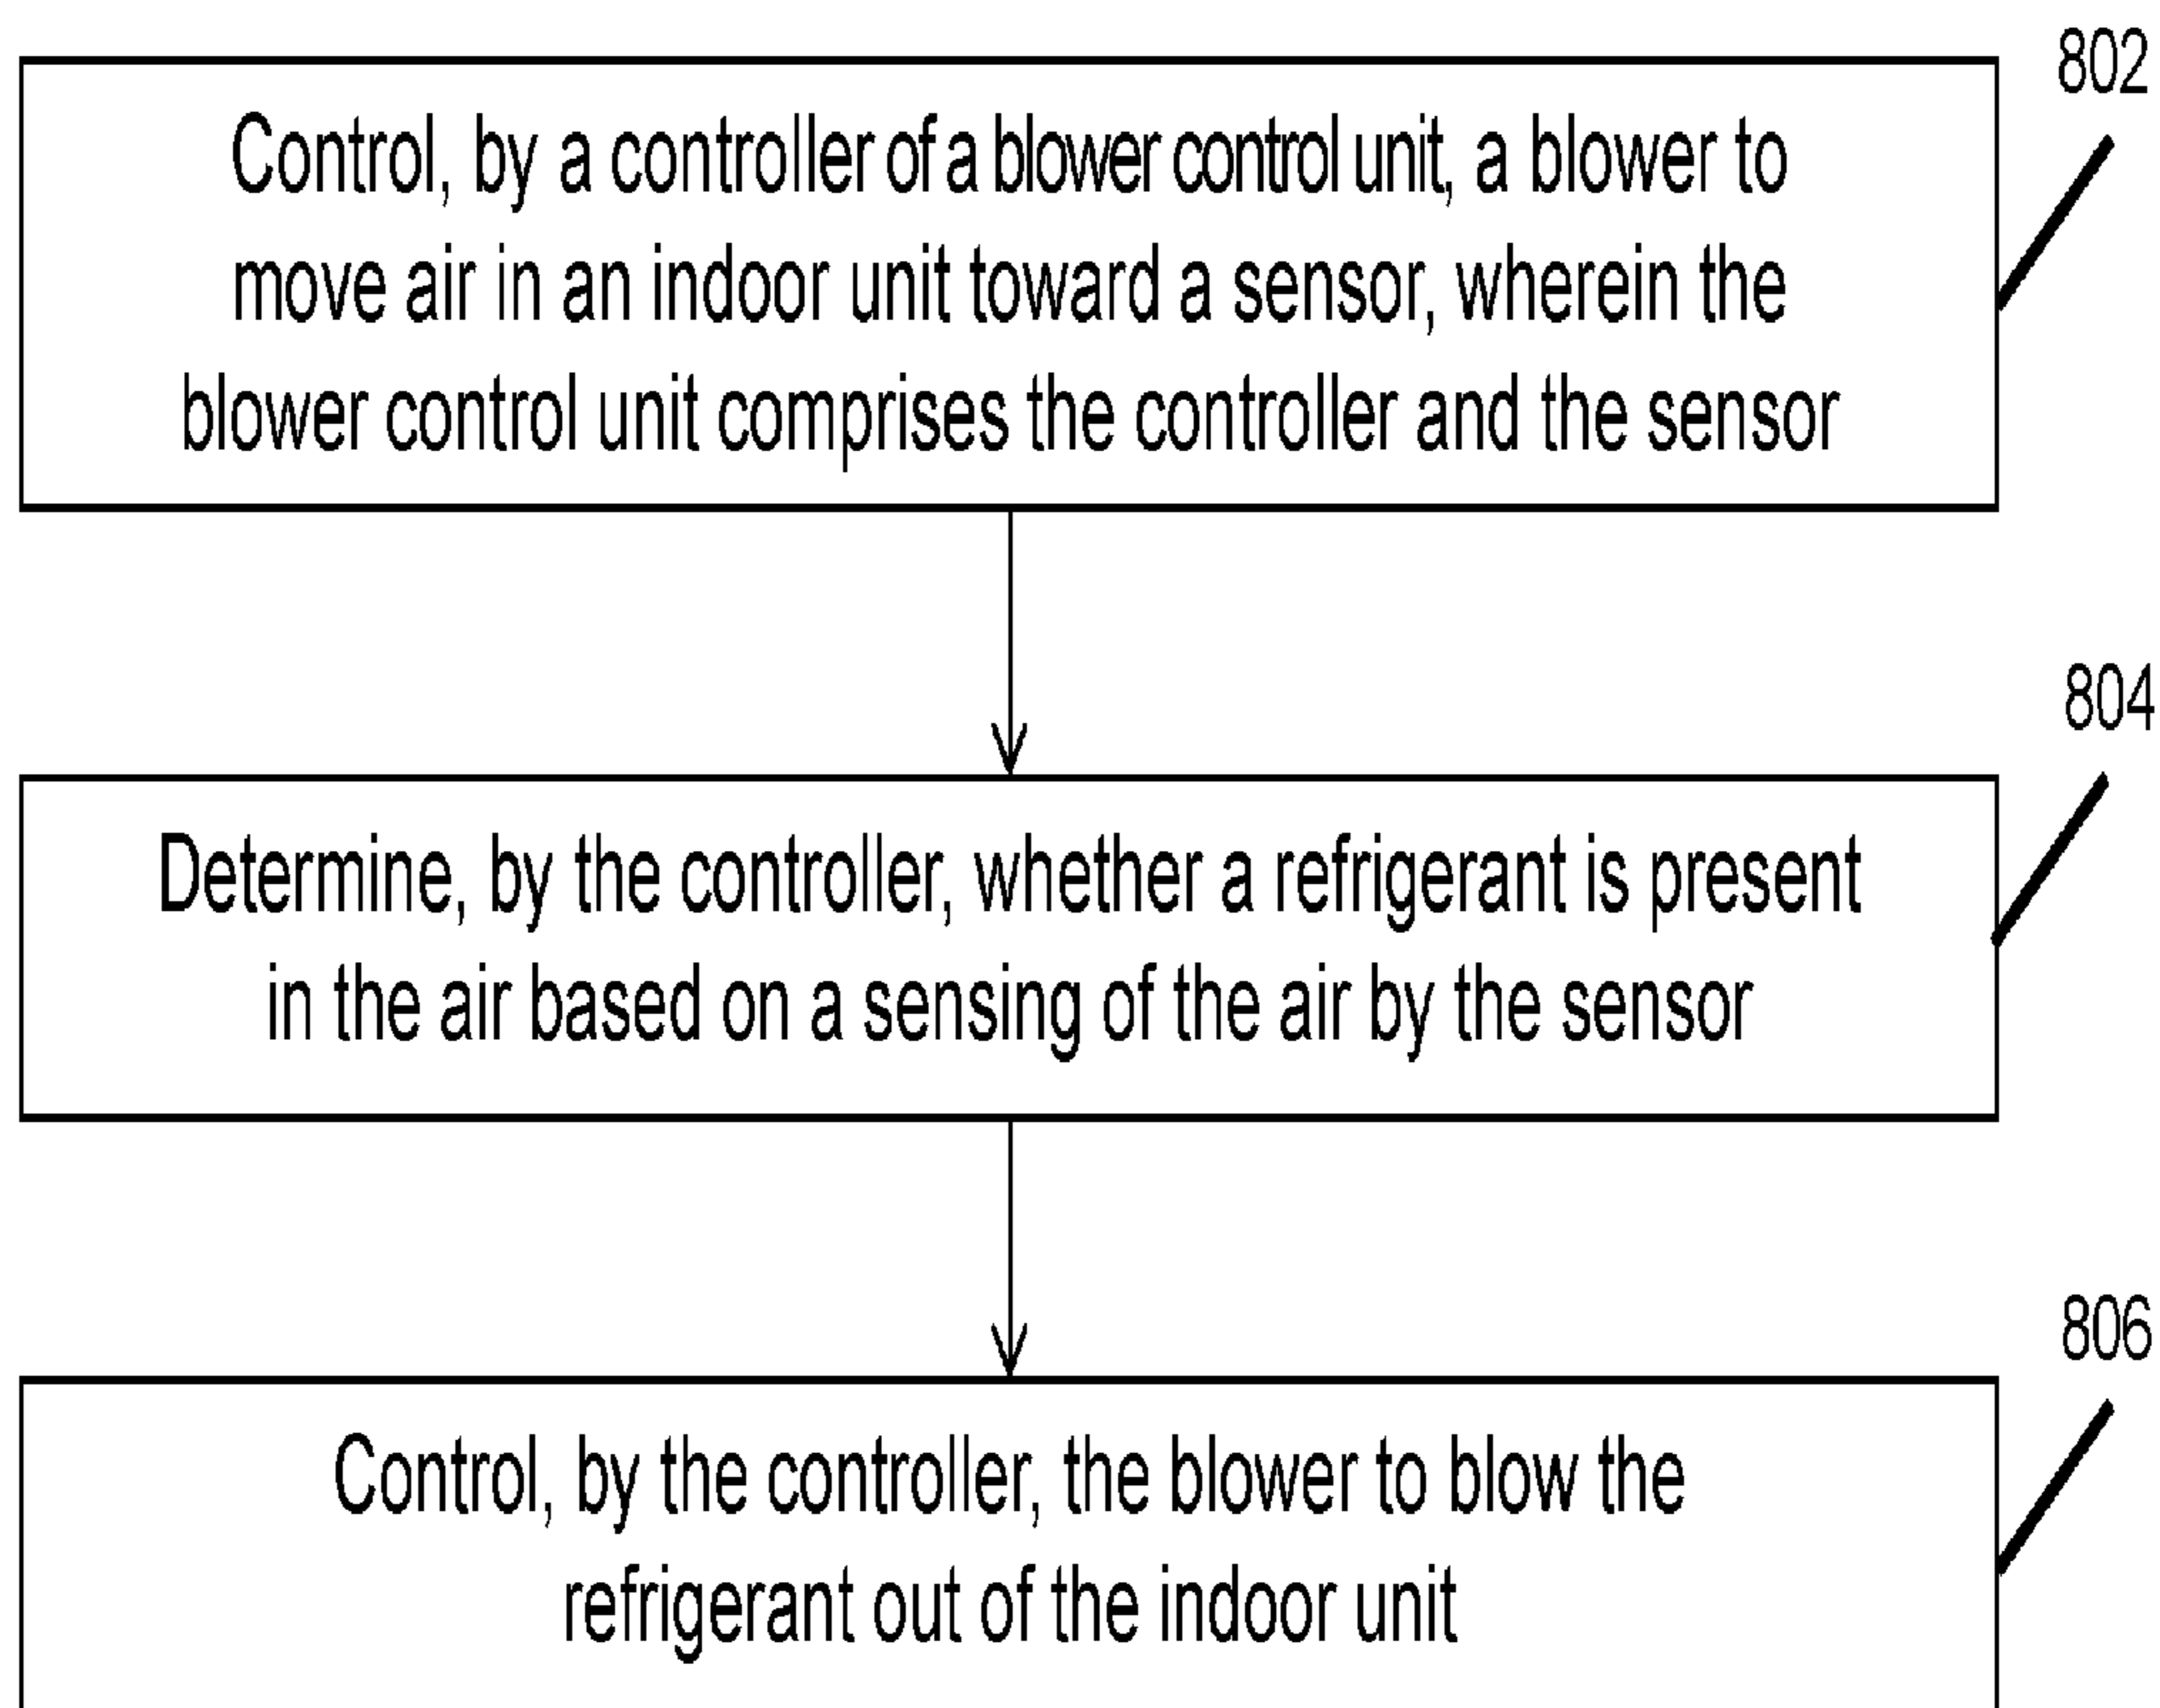 802
Control, by a controller of a blower control unit, a blower to
move air in an indoor unit toward a sensor, wherein the
blower control unit comprises the controller and the sensor
804
Determine, by the controller, whether a refrigerant is present
in the air based on a sensing of the air by the sensor
806
Control, by the controller, the blower to blow the
refrigerant out of the indoor unit